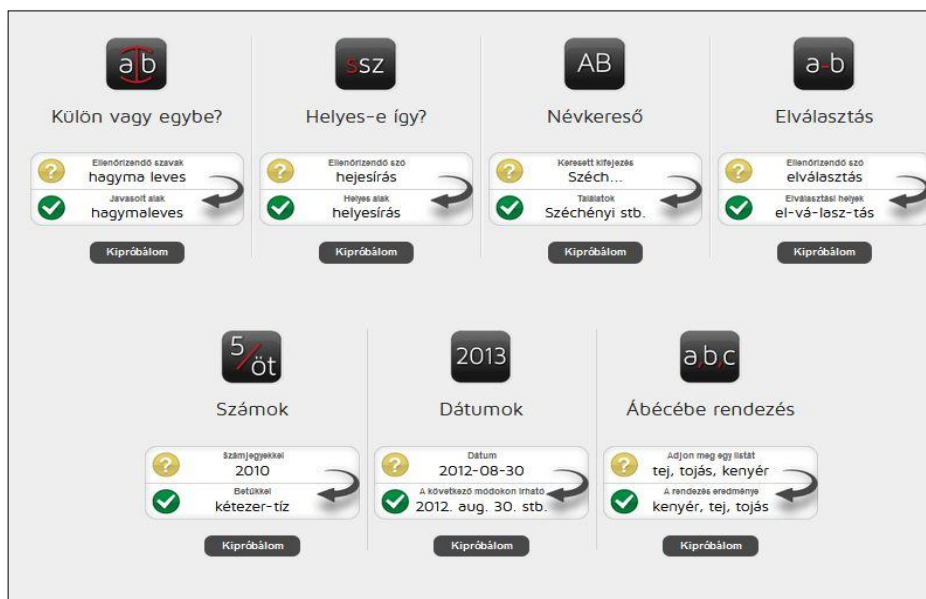 a b
Külön vagy egybe?
Ellenőrizendő szavak
hagyma leves
Javasolt alak
hagymaleves
Kipróbálom
ssz
Helyes-e így?
Ellenőrizendő szó
hejesírás
Helyes alak
helyesírás
Kipróbálom
AB
Névkereső
Keresett kifejezés
Széch...
Találatok
Széchényi stb.
Kipróbálom
a-b
Elválasztás
Ellenőrizendő szó
elválasztás
Elválasztási helyek
el-vá-lasz-tás
Kipróbálom
5/öt
Számok
Számjegyekkel
2010
Betűkkel
kétezer-tíz
Kipróbálom
2013
Dátumok
Dátum
2012-08-30
A következő módokon írható
2012. aug. 30. stb.
Kipróbálom
a,b,c
Ábécébe rendezés
Adjon meg egy listát
tej, tojás, kenyér
A rendezés eredménye
kenyér, tej, tojás
Kipróbálom